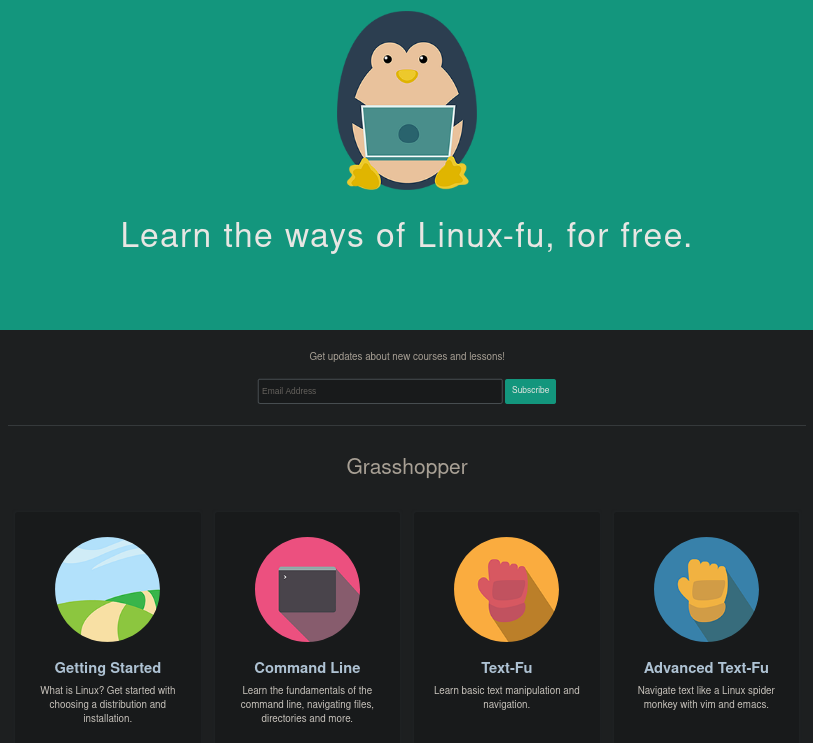 Learn the ways of Linux-fu, for free.
Get updates about new courses and lessons!
Email Address
Subscribe
Grasshopper
Getting Started
What is Linux? Get started with
choosing a distribution and
installation.
Command Line
Learn the fundamentals of the
command line, navigating files,
directories and more.
Text-Fu
Learn basic text manipulation and
navigation.
Advanced Text-Fu
Navigate text like a Linux spider
monkey with vim and emacs.